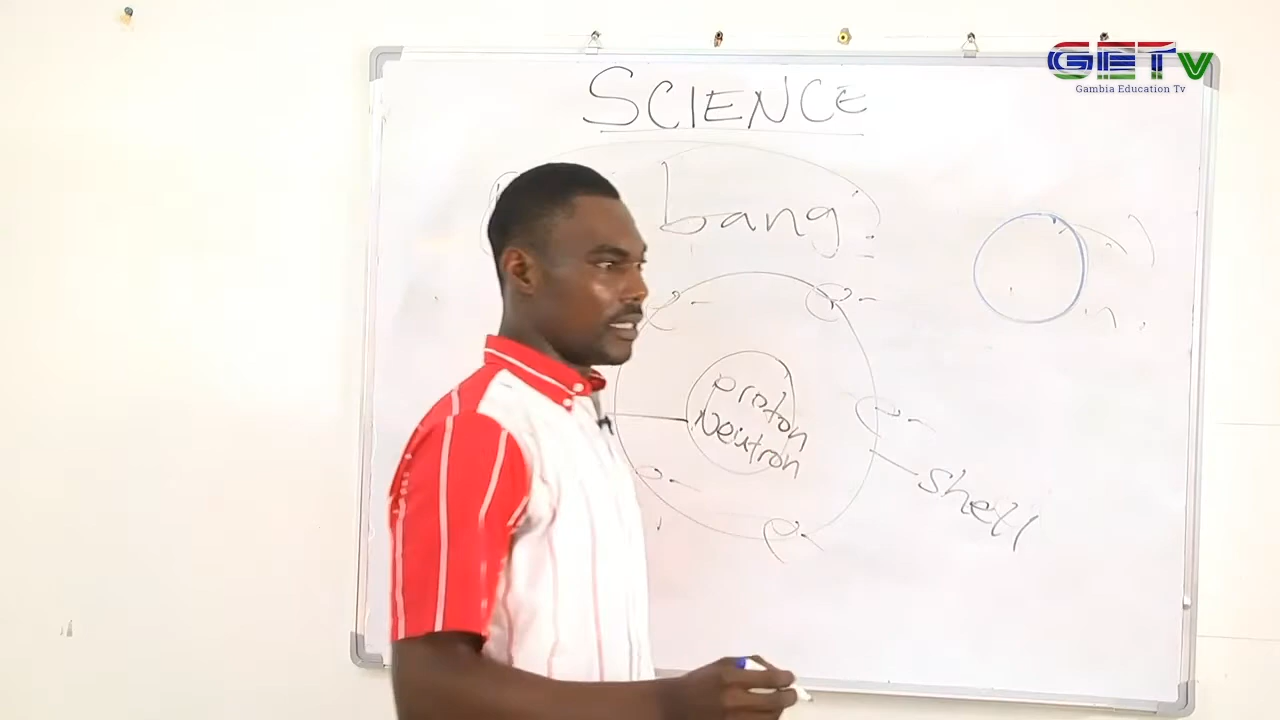 SCIENCE
GETV
Gambia Education Tv
bang
e-
e-
proton
Neutron
e-
e-
shell
e-